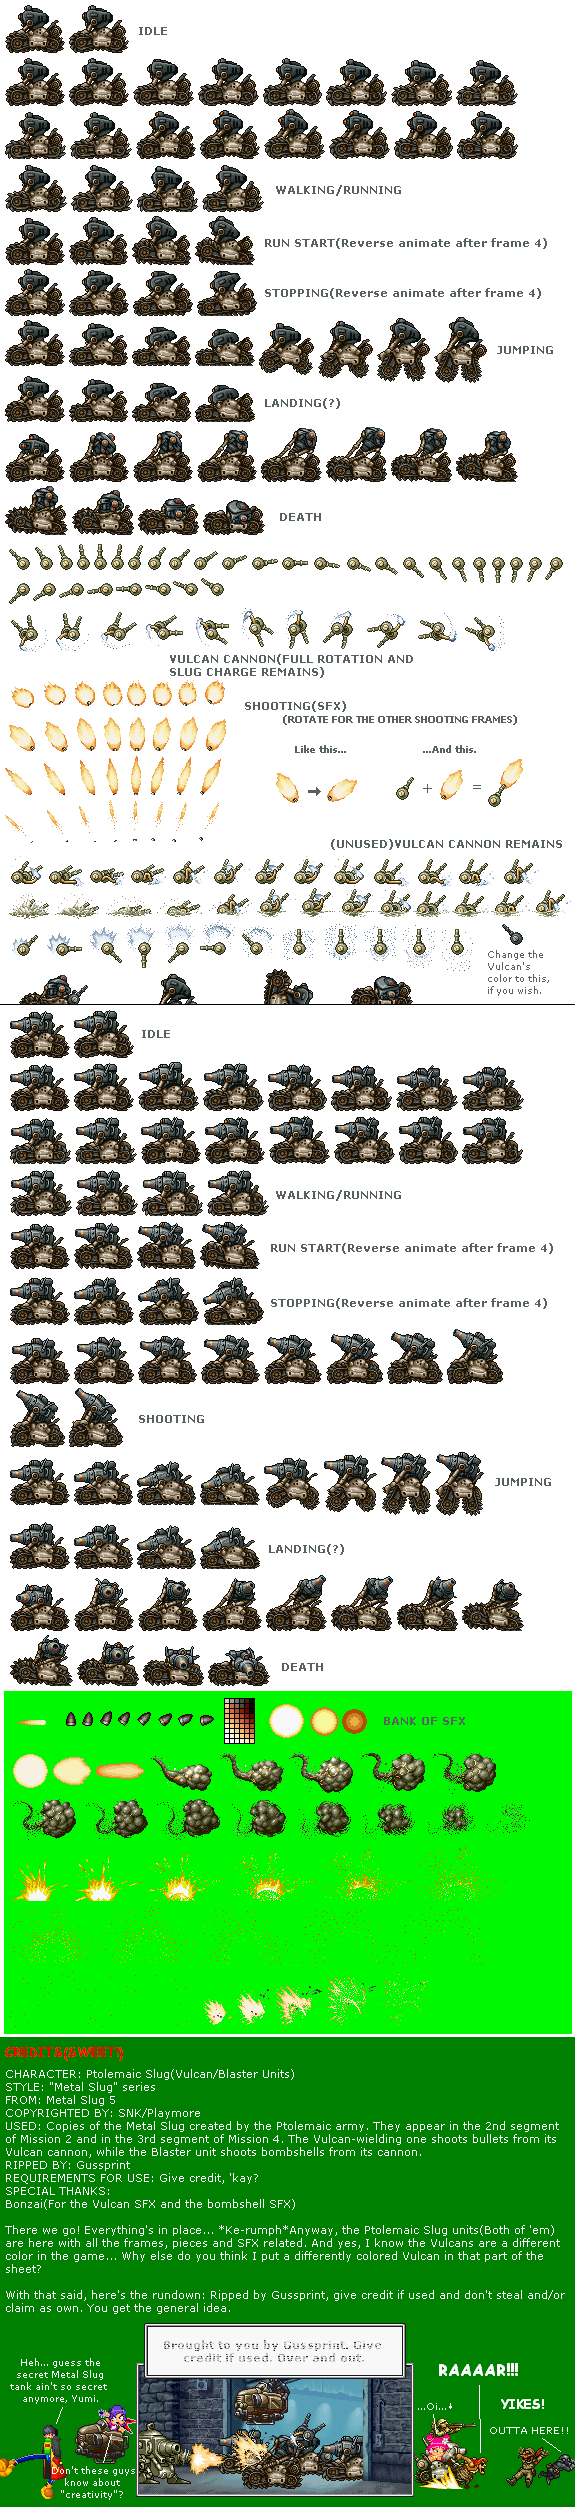 IDLE
WALKING/RUNNING
RUN START(Reverse animate after frame 4)
STOPPING(Reverse animate after frame 4)
JUMPING
LANDING(?)
DEATH
VULCAN CANNON(FULL ROTATION AND
SLUG CHARGE REMAINS)
SHOOTING(SFX)
(ROTATE FOR THE OTHER SHOOTING FRAMES)
Like this...
...And this.
+
=
(UNUSED)VULCAN CANNON REMAINS
Change the
Vulcan's
color to this,
if you wish.
IDLE
WALKING/RUNNING
RUN START(Reverse animate after frame 4)
STOPPING(Reverse animate after frame 4)
SHOOTING
JUMPING
LANDING(?)
DEATH
BANK OF SFX
CREDITS(SWEET!)
CHARACTER: Ptolemaic Slug(Vulcan/Blaster Units)
STYLE: "Metal Slug" series
FROM: Metal Slug 5
COPYRIGHTED BY: SNK/Playmore
USED: Copies of the Metal Slug created by the Ptolemaic army. They appear in the 2nd segment
of Mission 2 and in the 3rd segment of Mission 4. The Vulcan-wielding one shoots bullets from its
Vulcan cannon, while the Blaster unit shoots bombshells from its cannon.
RIPPED BY: Gussprint
REQUIREMENTS FOR USE: Give credit, 'kay?
SPECIAL THANKS:
Bonzai(For the Vulcan SFX and the bombshell SFX)
There we go! Everything's in place... *Ke-rumph*Anyway, the Ptolemaic Slug units(Both of 'em)
are here with all the frames, pieces and SFX related. And yes, I know the Vulcans are a different
color in the game... Why else do you think I put a differently colored Vulcan in that part of the
sheet?
With that said, here's the rundown: Ripped by Gussprint, give credit if used and don't steal and/or
claim as own. You get the general idea.
Brought to you by Gussprint. Give
credit if used. Over and out.
Heh... guess the
secret Metal Slug
tank ain't so secret
anymore, Yumi.
Don't these guys
know about
"creativity"?
RAAAAR!!!
...Oi...
YIKES!
OUTTA HERE!!